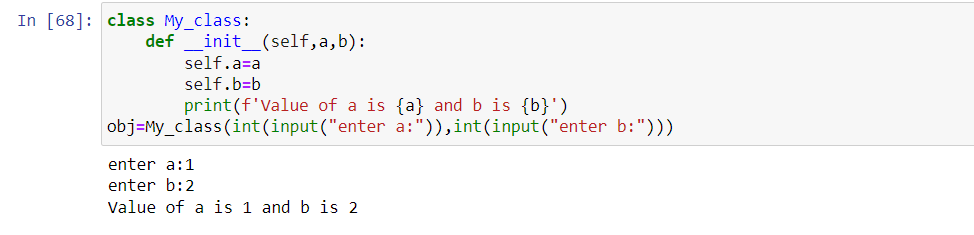 In [68]: class My_class:
    def __init__(self,a,b):
        self.a=a
        self.b=b
        print(f'Value of a is {a} and b is {b}')
obj=My_class(int(input("enter a:")),int(input("enter b:")))
enter a:1
enter b:2
Value of a is 1 and b is 2